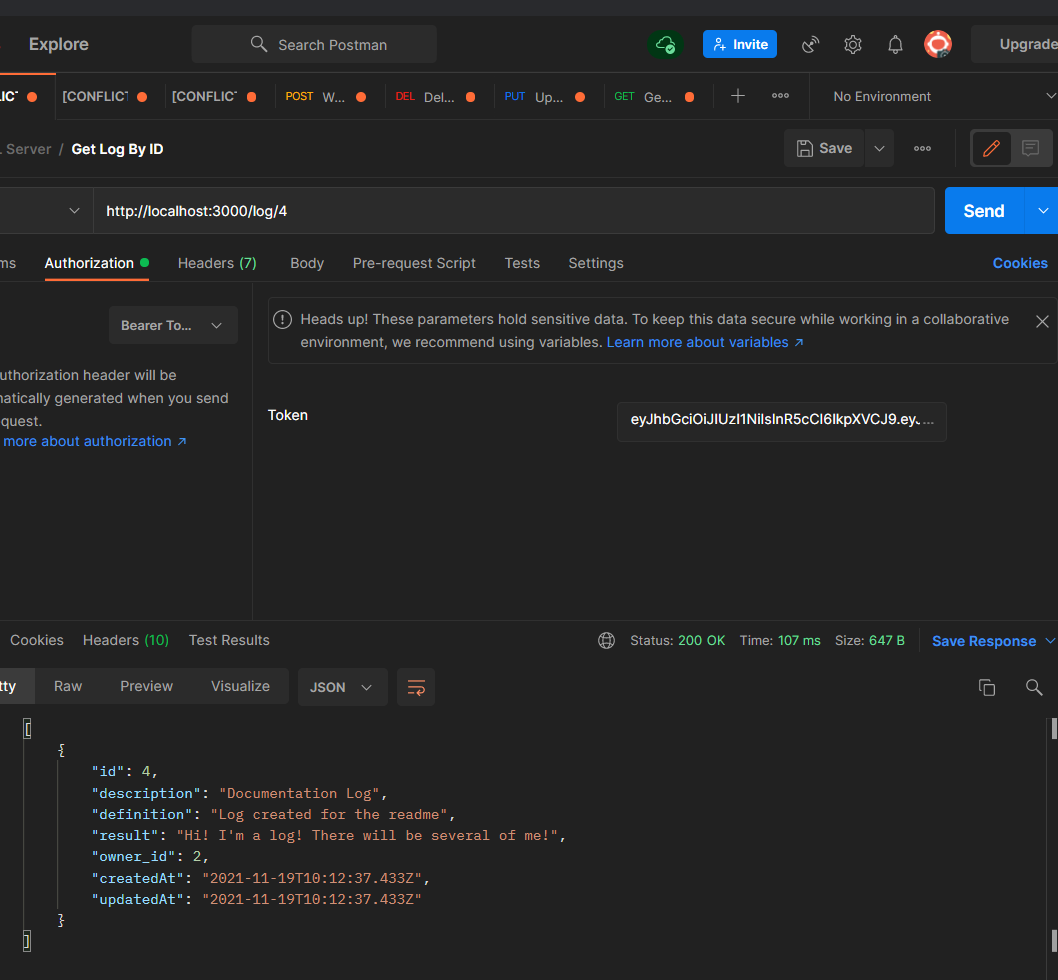 Explore
Search Postman
Invite
Upgrade
[CONFLICT
[CONFLICT
POST W...
DEL Del...
PUT Up...
GET Ge...
No Environment
Server / Get Log By ID
Save
http://localhost:3000/log/4
Send
Authorization
Headers (7)
Body
Pre-request Script
Tests
Settings
Cookies
Bearer To...
Heads up! These parameters hold sensitive data. To keep this data secure while working in a collaborative
environment, we recommend using variables. Learn more about variables ↗
uthorization header will be
matically generated when you send
quest.
more about authorization ↗
Token
eyJhbGciOiJIUzI1NiIsInR5cCI6IkpXVCJ9.eyJ...
Cookies
Headers (10)
Test Results
Status: 200 OK
Time: 107 ms
Size: 647 B
Save Response
tty
Raw
Preview
Visualize
JSON
[
{
"id": 4,
"description": "Documentation Log",
"definition": "Log created for the readme",
"result": "Hi! I'm a log! There will be several of me!",
"owner_id": 2,
"createdAt": "2021-11-19T10:12:37.433Z",
"updatedAt": "2021-11-19T10:12:37.433Z"
}
]